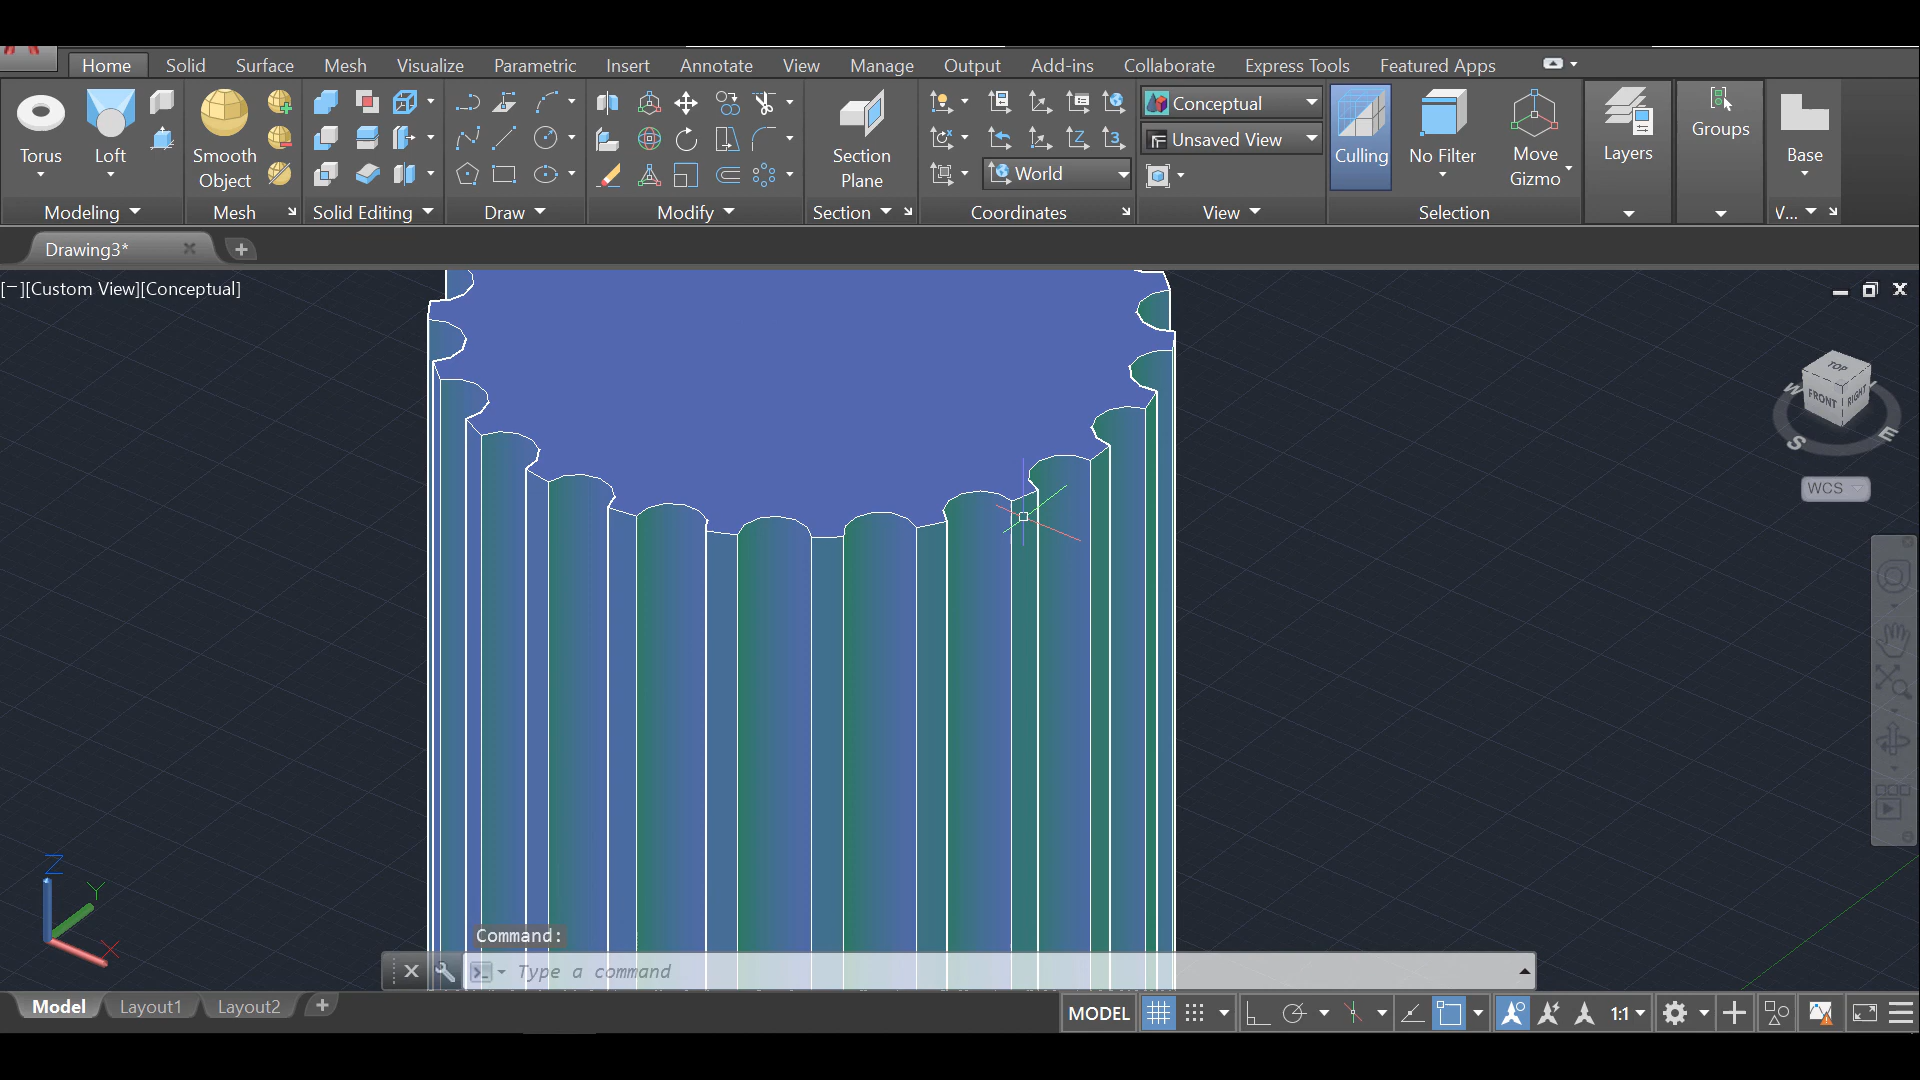 Home Solid Surface Mesh Visualize Parametric Insert Annotate View Manage Output Add-ins Collaborate Express Tools Featured Apps
Torus Loft Smooth Object Section Plane Conceptual Unsaved View World Culling No Filter Move Gizmo Layers Groups Base
Modeling Mesh Solid Editing Draw Modify Section Coordinates View Selection V...
Drawing3*
[−][Custom View][Conceptual]
TOP
FRONT RIGHT
W
S E
WCS
Z
Y
X
Command:
Type a command
Model Layout1 Layout2 MODEL 1:1